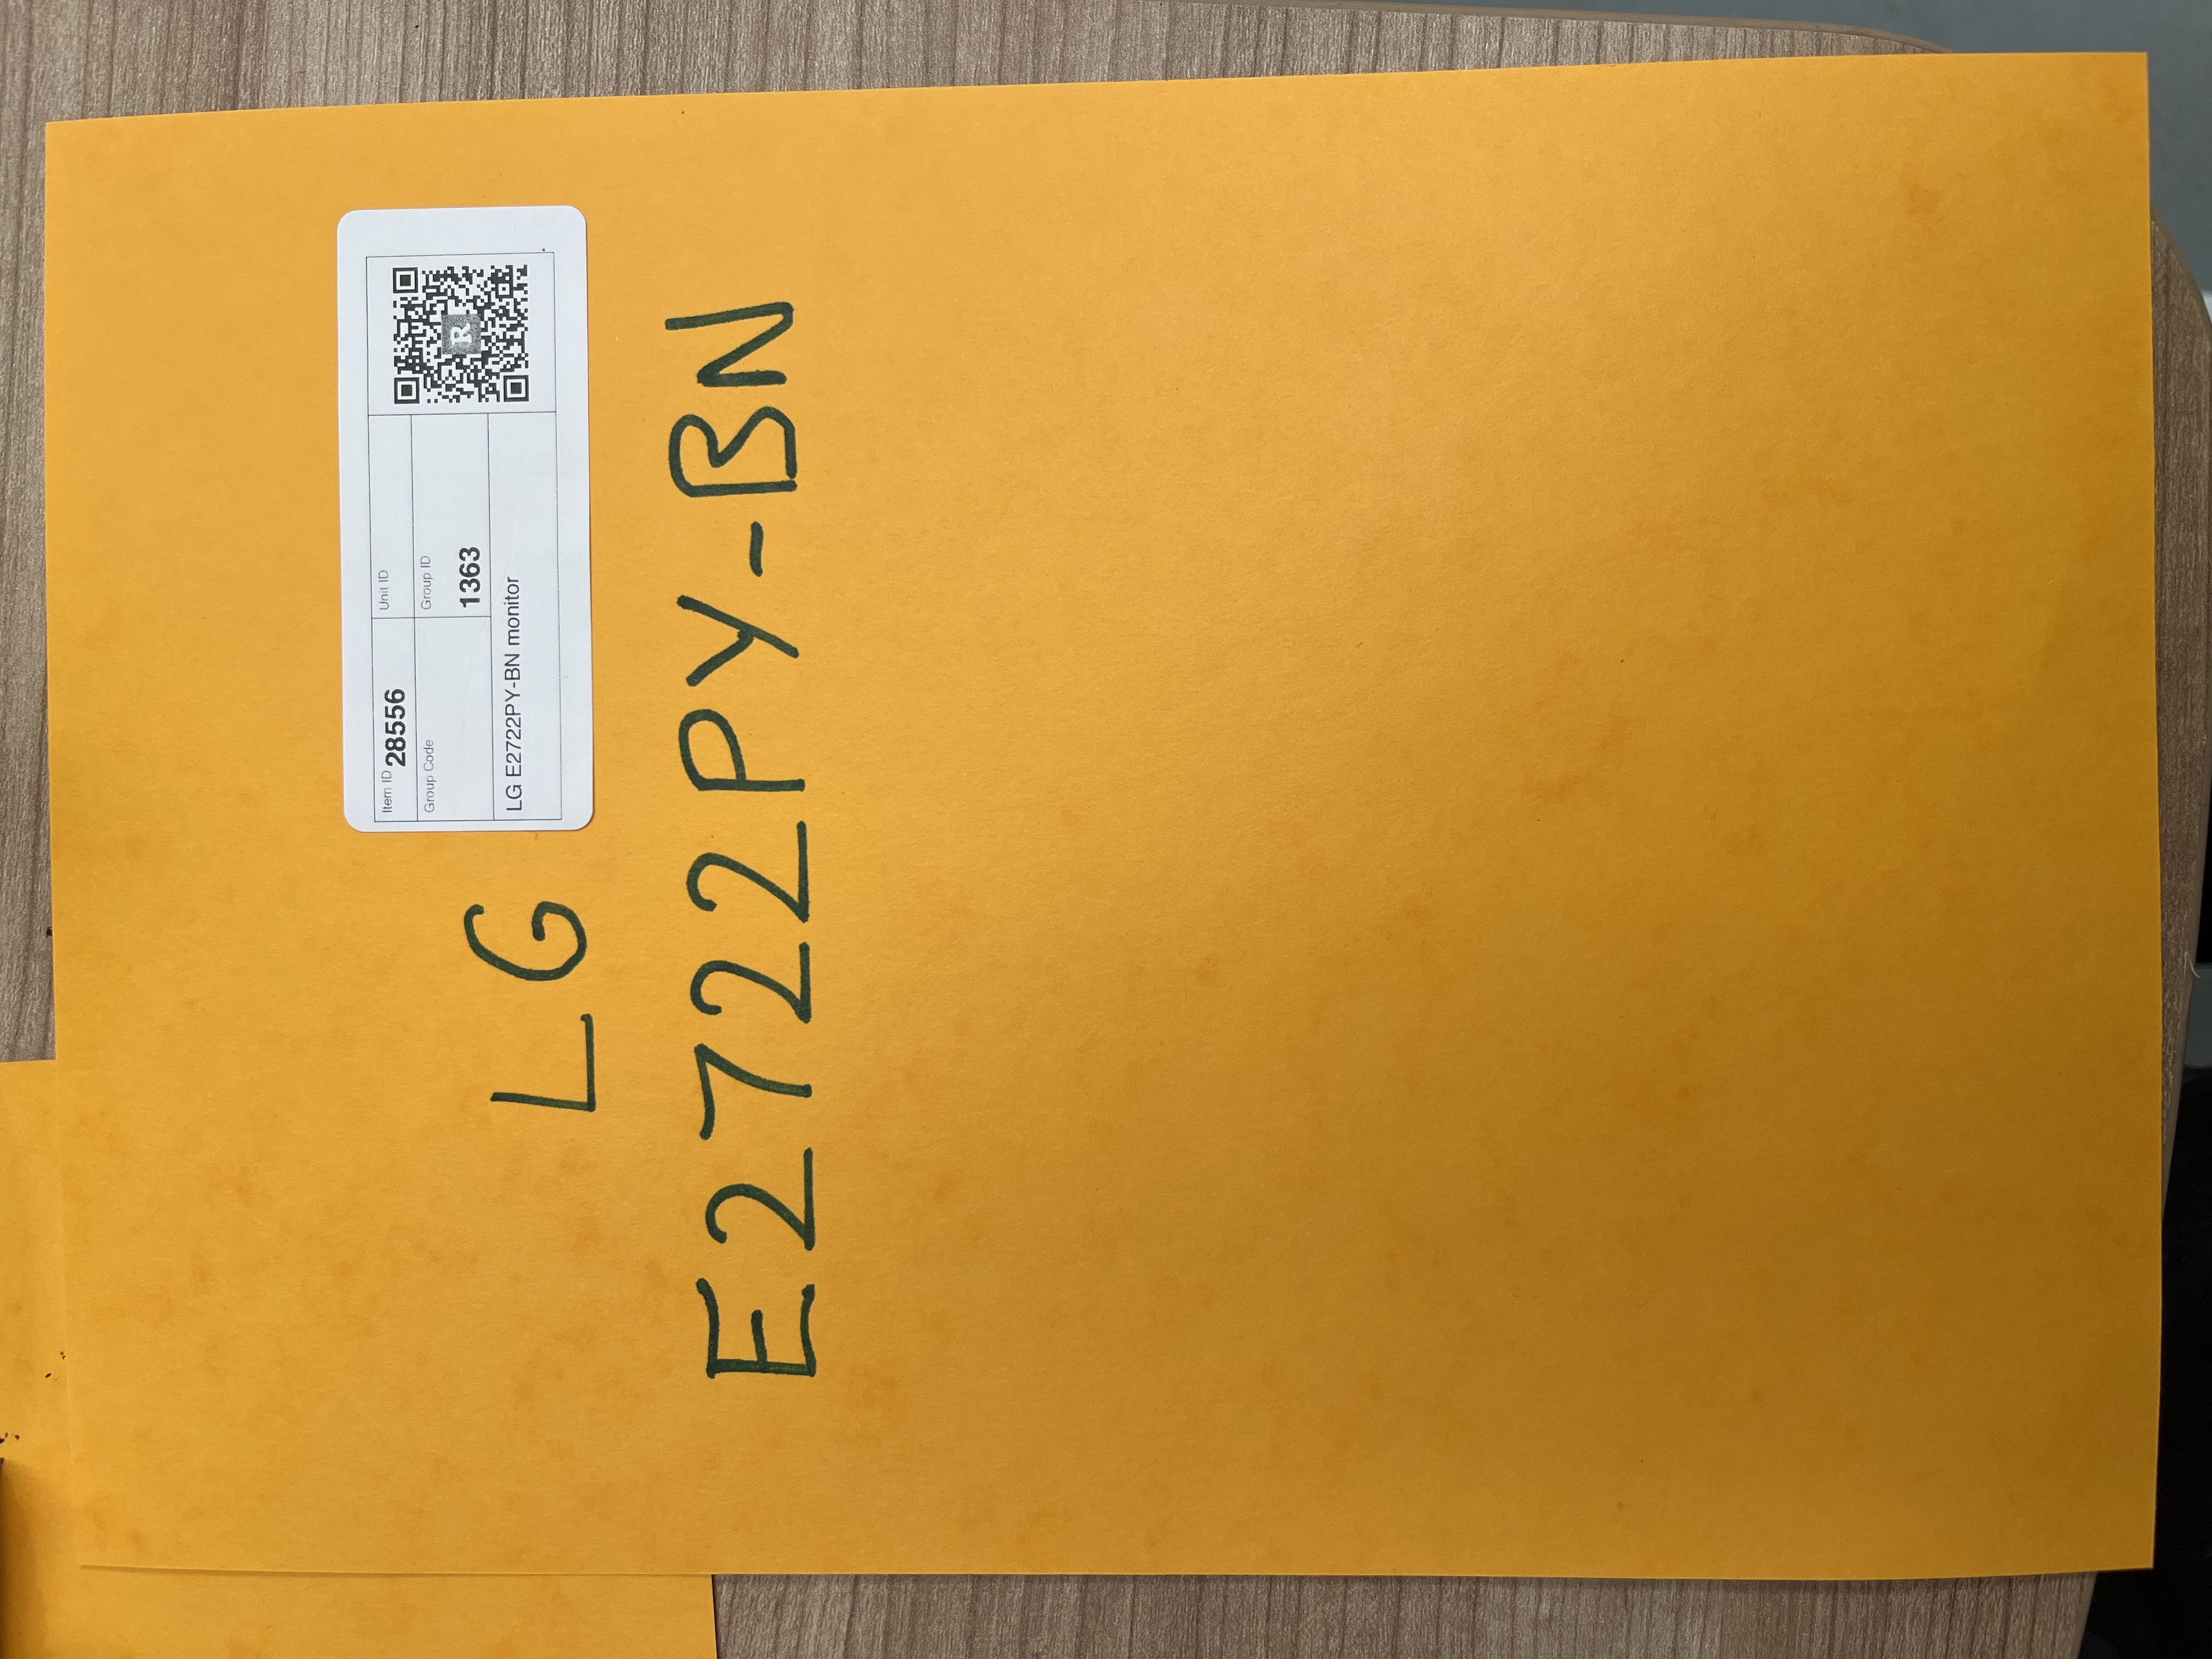 Item ID 28556 Unit ID
Group Code Group ID
1363
LG E2722PY-BN monitor
R
LG
E2722PY-BN